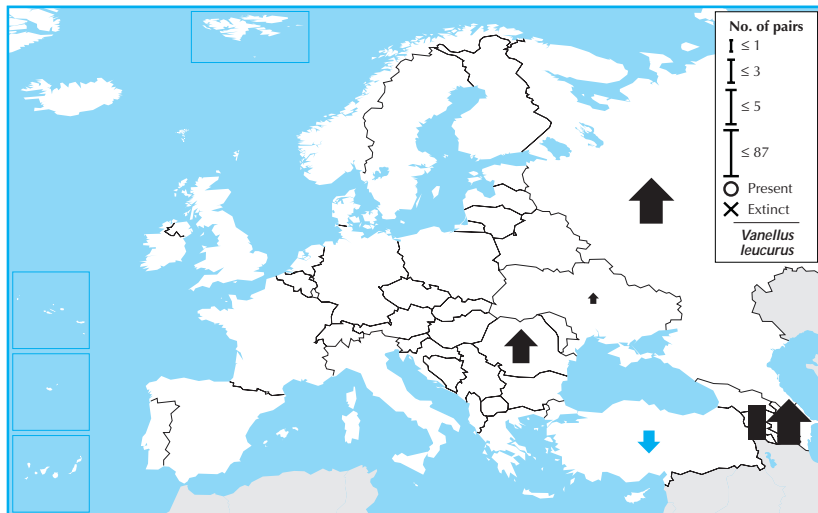 No. of pairs
≤ 1
≤ 3
≤ 5
≤ 87
Present
Extinct
Vanellus
leucurus